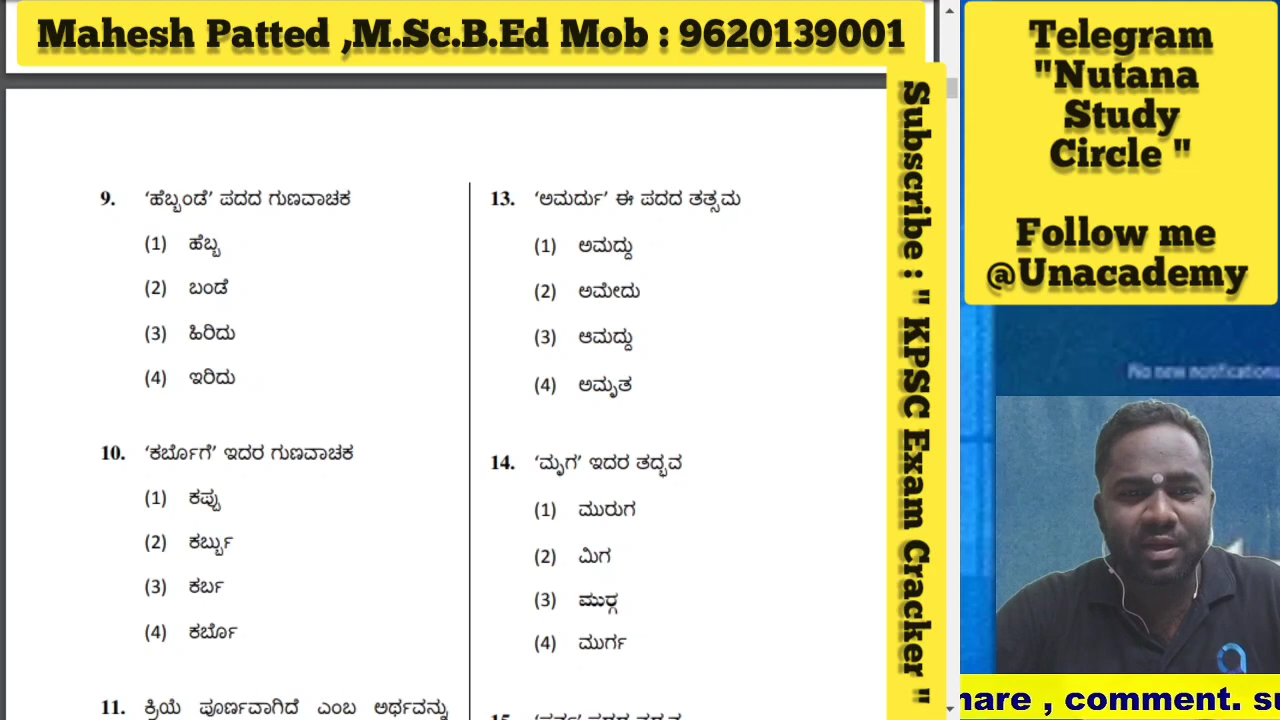 Mahesh Patted ,M.Sc.B.Ed Mob : 9620139001
9. ‘ಹೆಬ್ಬಂಡೆ’ ಪದದ ಗುಣವಾಚಕ
(1) ಹೆಬ್ಬ
(2) ಬಂಡೆ
(3) ಹಿರಿದು
(4) ಇರಿದು
10. ‘ಕರ್ಬೊಗೆ’ ಇದರ ಗುಣವಾಚಕ
(1) ಕಪ್ಪು
(2) ಕರ್ಬ್ಬು
(3) ಕರ್ಬ
(4) ಕರ್ಬೊ
11. ಕ್ರಿಯೆ ಪೂರ್ಣವಾಗಿದೆ ಎಂಬ ಅರ್ಥವನ್ನು
13. ‘ಅಮರ್ದು’ ಈ ಪದದ ತತ್ಸಮ
(1) ಅಮದ್ದು
(2) ಅಮೇದು
(3) ಆಮದ್ದು
(4) ಅಮೃತ
14. ‘ಮೃಗ’ ಇದರ ತದ್ಭವ
(1) ಮುರುಗ
(2) ಮಿಗ
(3) ಮುರ‍್ಗ
(4) ಮುರ್ಗ
15.
Subscribe : " KPSC Exam Cracker "
Telegram
"Nutana
Study
Circle "
Follow me
@Unacademy
No new notifications
hare , comment. su